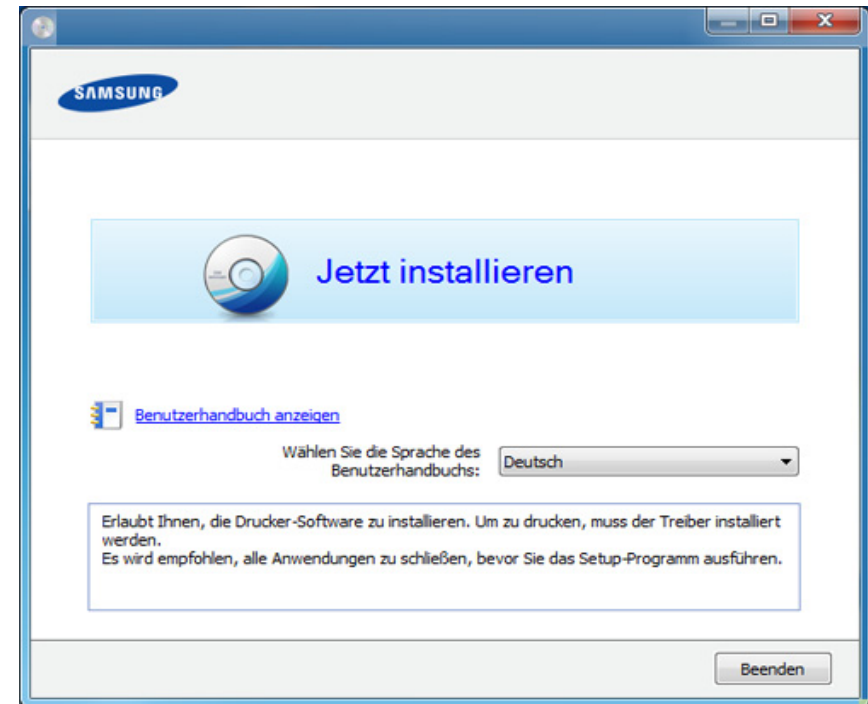 SAMSUNG
Jetzt installieren
Benutzerhandbuch anzeigen
Wählen Sie die Sprache des
Benutzerhandbuchs:
Deutsch
Erlaubt Ihnen, die Drucker-Software zu installieren. Um zu drucken, muss der Treiber installiert
werden.
Es wird empfohlen, alle Anwendungen zu schließen, bevor Sie das Setup-Programm ausführen.
Beenden